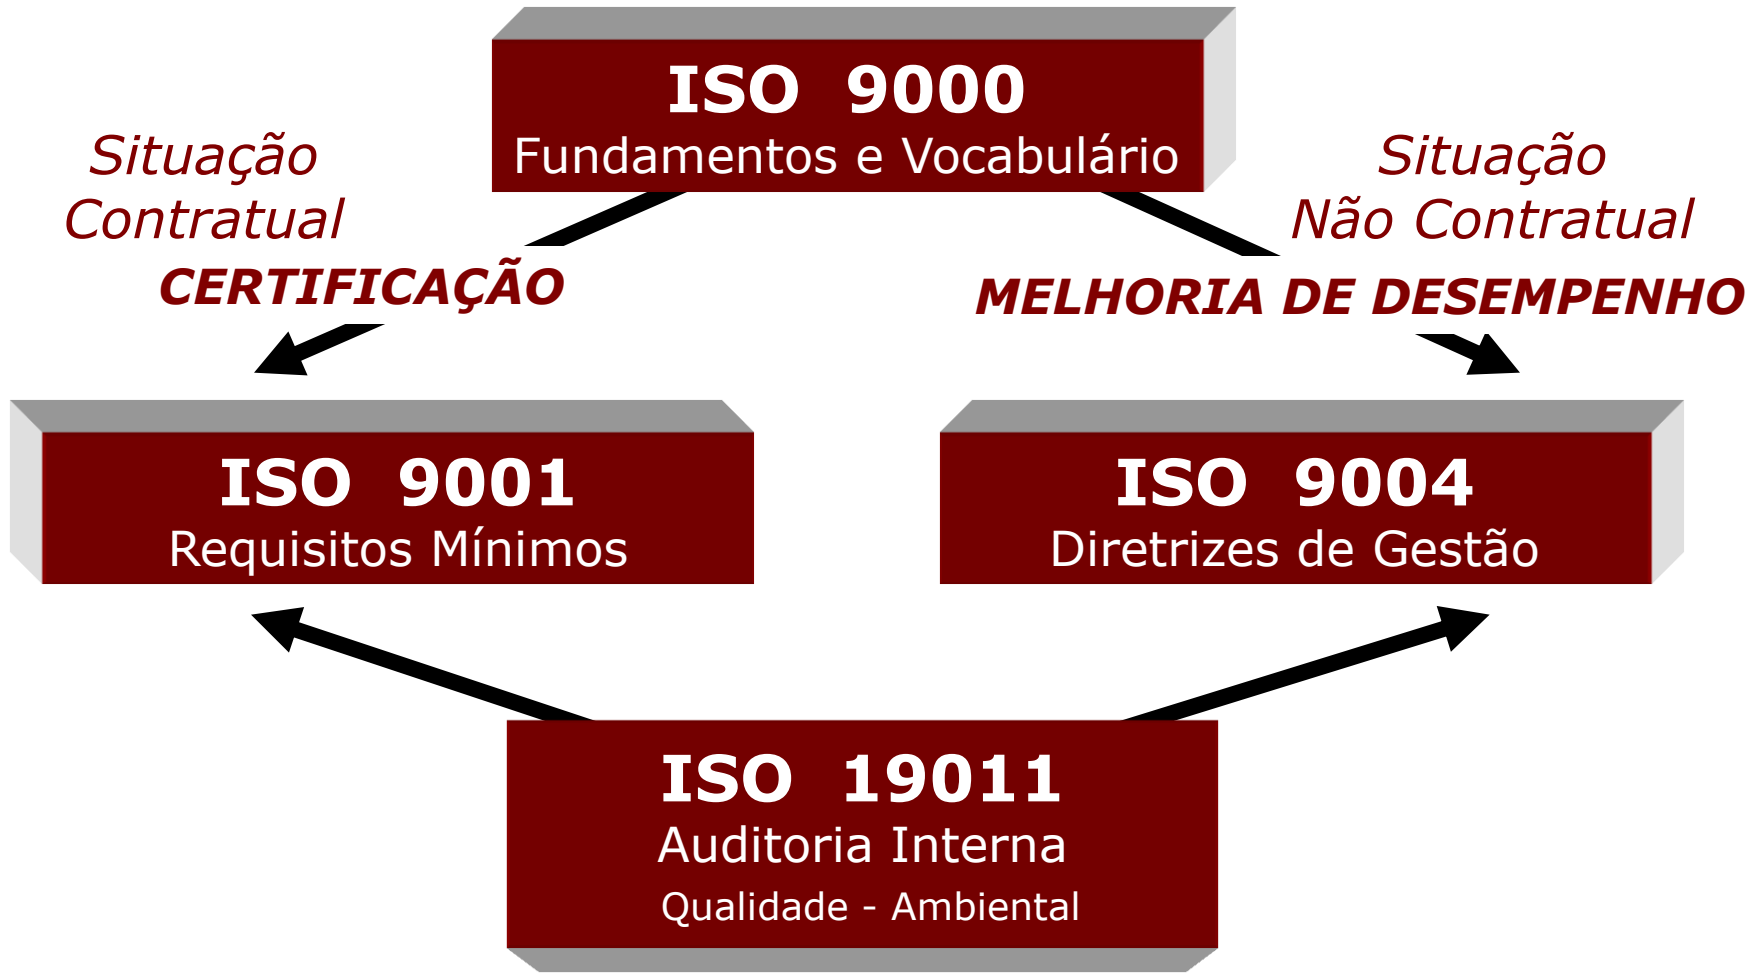 ISO 9000
Fundamentos e Vocabulário
Situação
Contratual
CERTIFICAÇÃO
Situação
Não Contratual
MELHORIA DE DESEMPENHO
ISO 9001
Requisitos Mínimos
ISO 9004
Diretrizes de Gestão
ISO 19011
Auditoria Interna
Qualidade - Ambiental